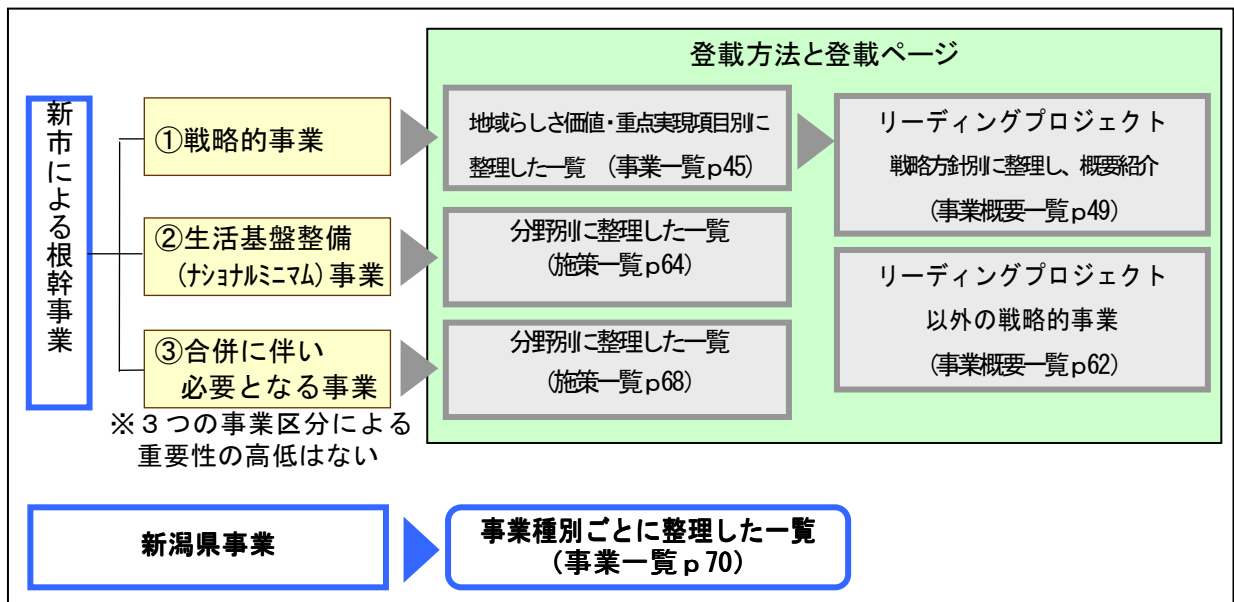 登載方法と登載ページ
新市による根幹事業
①戦略的事業
地域らしさ価値・重点実現項目別に
整理した一覧 (事業一覧p45)
リーディングプロジェクト
戦略方針別に整理し、概要紹介
(事業概要一覧p49)
②生活基盤整備
(ナショナルミニマム)事業
分野別に整理した一覧
(施策一覧p64)
リーディングプロジェクト
以外の戦略的事業
(事業概要一覧p62)
③合併に伴い
必要となる事業
分野別に整理した一覧
(施策一覧p68)
※3つの事業区分による
重要性の高低はない
新潟県事業
事業種別ごとに整理した一覧
(事業一覧p70)